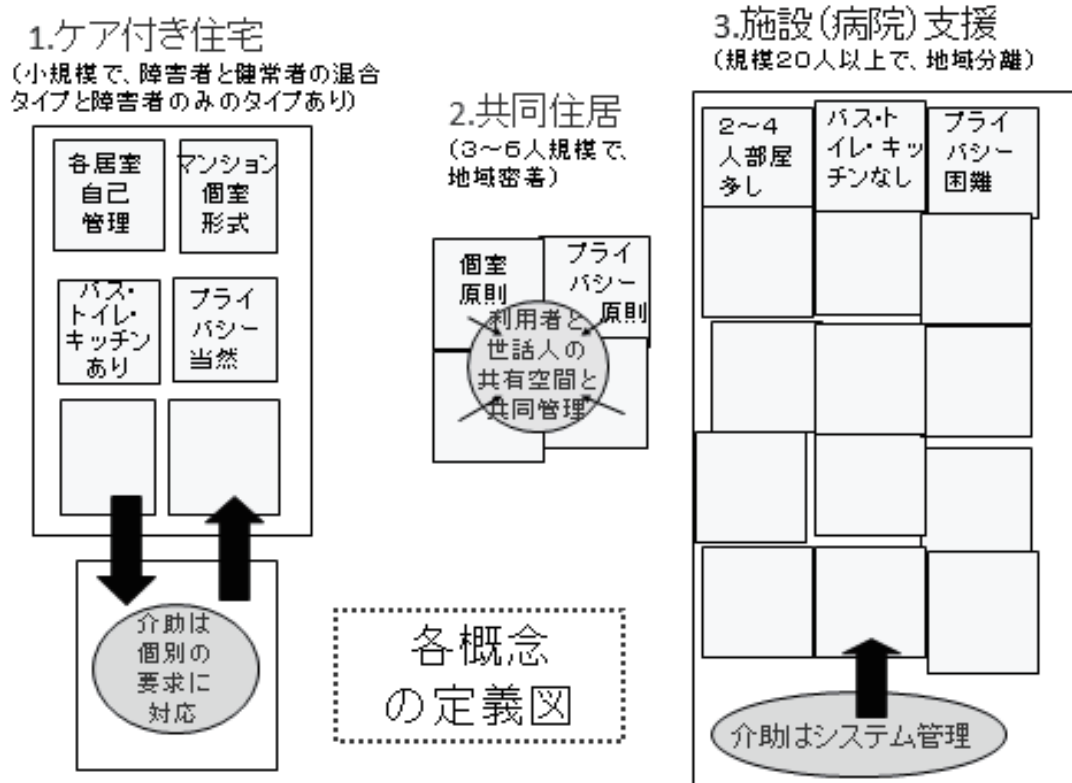 1.ケア付き住宅
(小規模で、障害者と健常者の混合
タイプと障害者のみのタイプあり)
各居室
自己
管理
マンション
個室
形式
バス・
トイレ・
キッチン
あり
プライ
バシー
当然
介助は
個別の
要求に
対応
2.共同住居
(3～6人規模で、
地域密着)
個室
原則
プライ
バシー
原則
利用者と
世話人の
共有空間と
共同管理
各概念
の定義図
3.施設(病院)支援
(規模20人以上で、地域分離)
2～4
人部屋
多し
バス・ト
イレ・キッ
チンなし
プライ
バシー
困難
介助はシステム管理